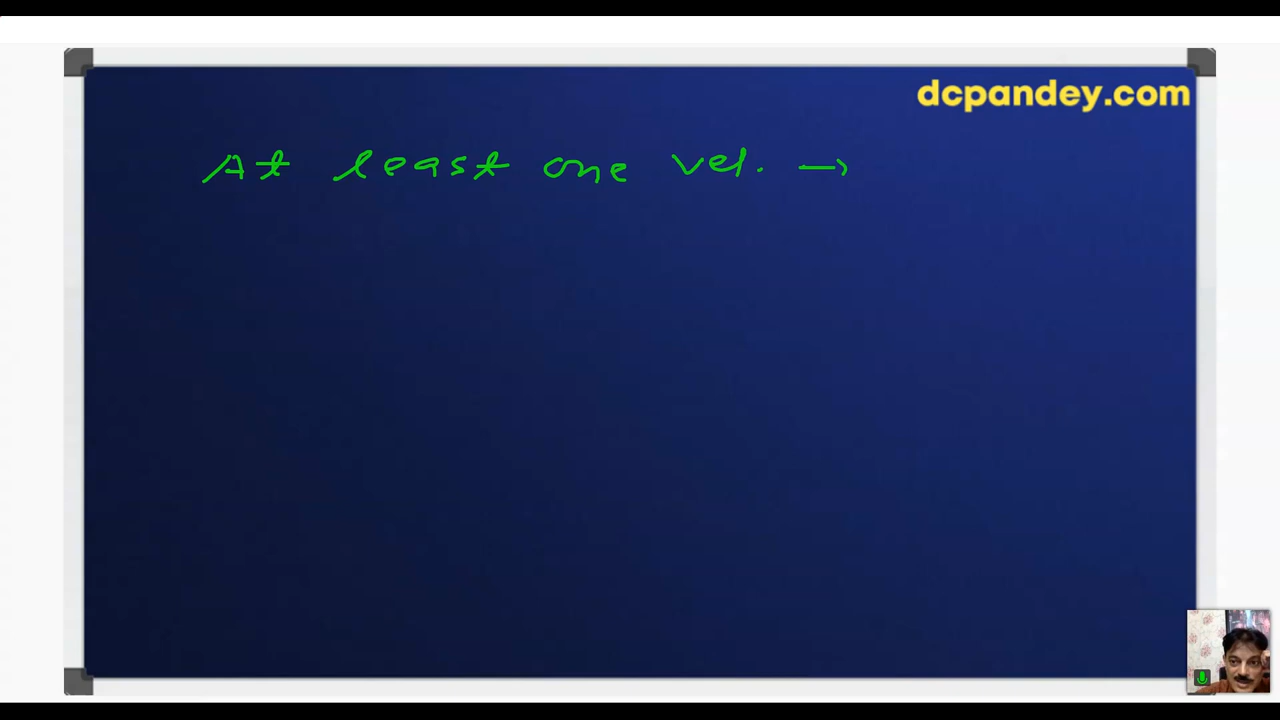 dcpandey.com
At least one vel. →